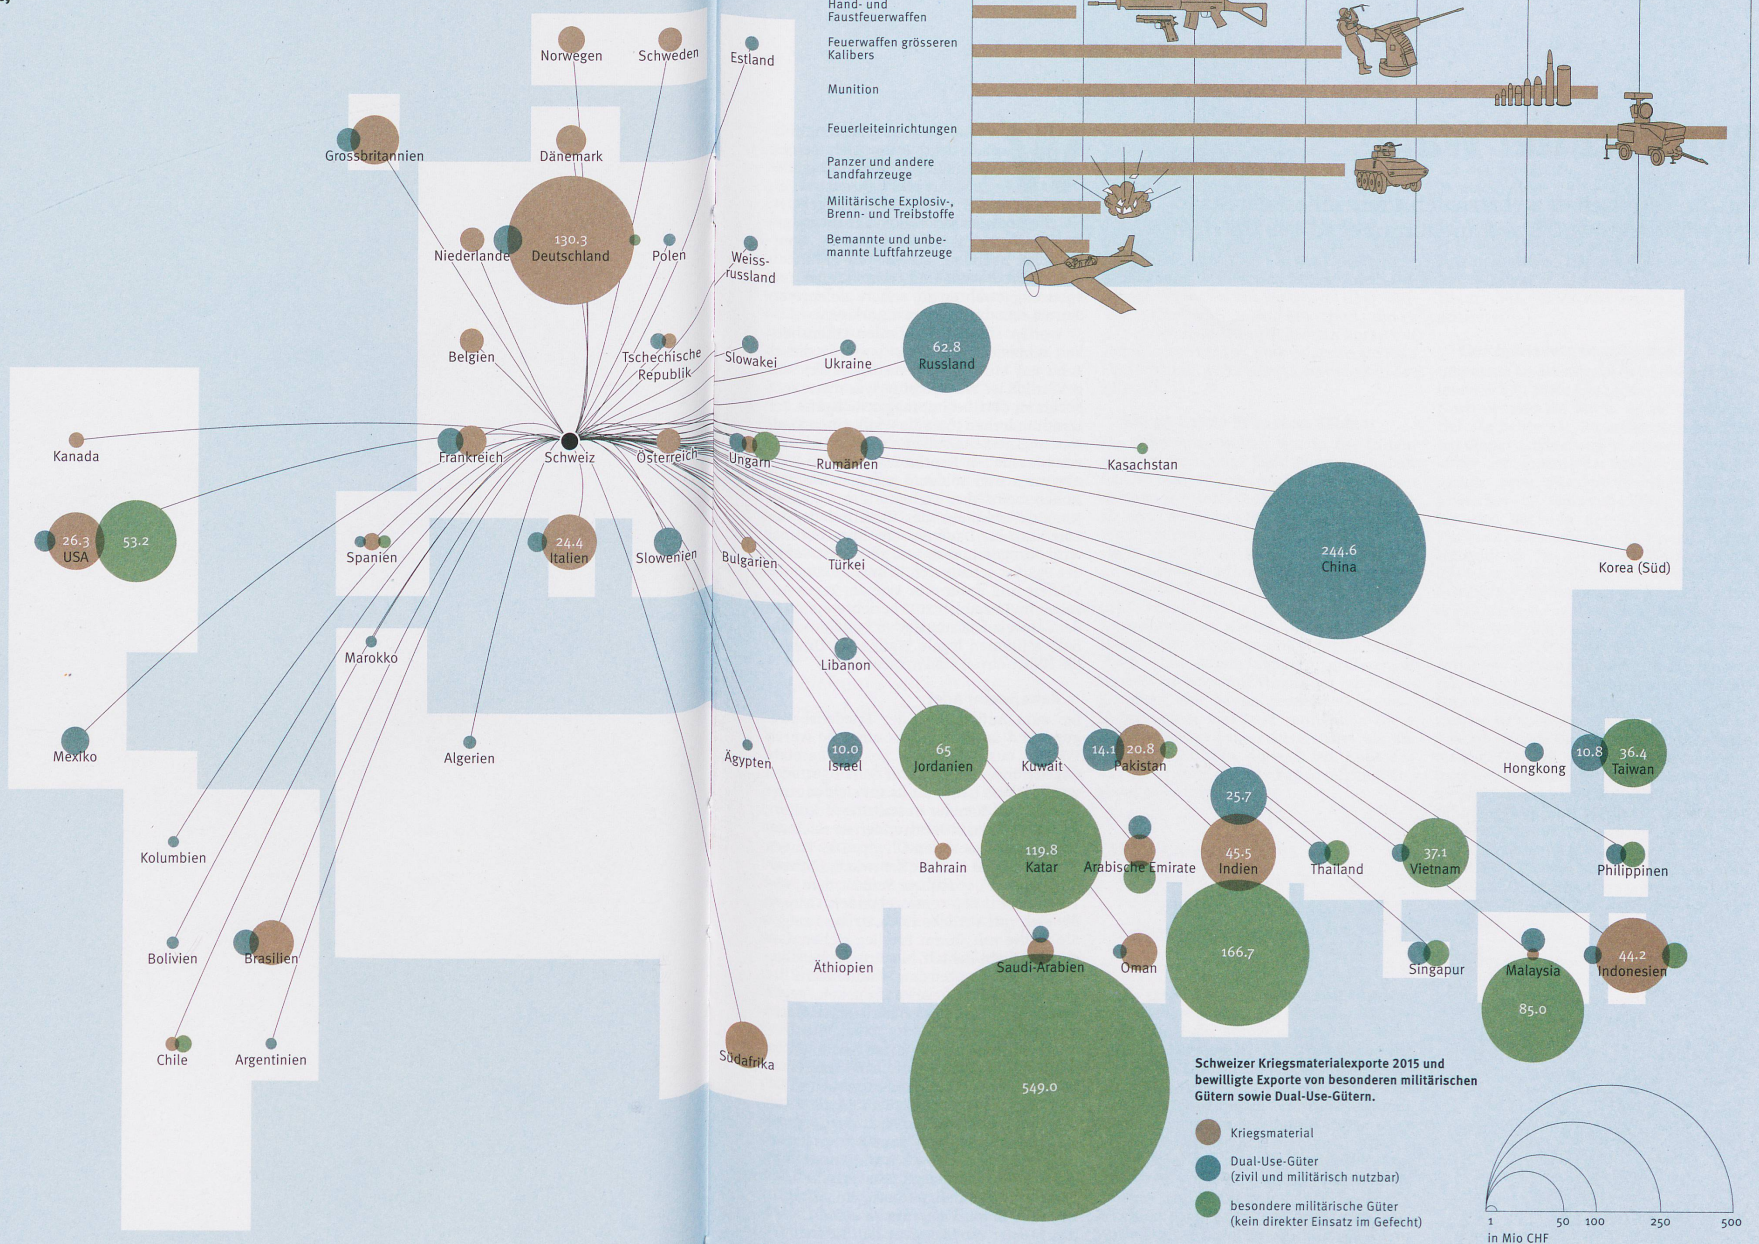 Hand- und
Faustfeuerwaffen
Feuerwaffen grösseren
Kalibers
Munition
Feuerleiteinrichtungen
Panzer und andere
Landfahrzeuge
Militärische Explosiv-,
Brenn- und Treibstoffe
Bemannte und unbe-
mannte Luftfahrzeuge
Norwegen
Schweden
Estland
Grossbritannien
Dänemark
Niederlande
130.3
Deutschland
Polen
Weiss-
russland
Belgien
Tschechische
Republik
Slowakei
Ukraine
62.8
Russland
Kanada
Frankreich
Schweiz
Österreich
Ungarn
Rumänien
Kasachstan
26.3
USA
53.2
Spanien
24.4
Italien
Slowenien
Bulgarien
Türkei
244.6
China
Korea (Süd)
Marokko
Libanon
Mexiko
Algerien
Ägypten
10.0
Israel
65
Jordanien
Kuwait
14.1
20.8
Pakistan
Hongkong
10.8
36.4
Taiwan
25.7
Kolumbien
Bahrain
119.8
Katar
Arabische Emirate
45.5
Indien
Thailand
37.1
Vietnam
Philippinen
Bolivien
Brasilien
Äthiopien
Saudi-Arabien
Oman
166.7
Singapur
Malaysia
44.2
Indonesien
85.0
Chile
Argentinien
Südafrika
549.0
Schweizer Kriegsmaterialexporte 2015 und
bewilligte Exporte von besonderen militärischen
Gütern sowie Dual-Use-Gütern.
Kriegsmaterial
Dual-Use-Güter
(zivil und militärisch nutzbar)
besondere militärische Güter
(kein direkter Einsatz im Gefecht)
1 50 100 250 500
in Mio CHF